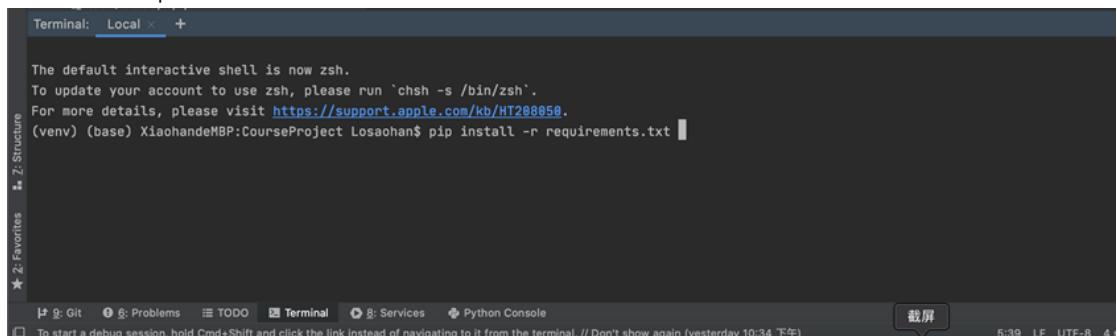 Terminal: Local × +
The default interactive shell is now zsh.
To update your account to use zsh, please run `chsh -s /bin/zsh`.
For more details, please visit https://support.apple.com/kb/HT208050.
(venv) (base) XiaohandeMBP:CourseProject Losaohan$ pip install -r requirements.txt
Z: Structure
2: Favorites
9: Git 6: Problems TODO Terminal 8: Services Python Console
截屏
To start a debug session, hold Cmd+Shift and click the link instead of navigating to it from the terminal. // Don't show again (yesterday 10:34 下午) 5:39 LF UTF-8 4